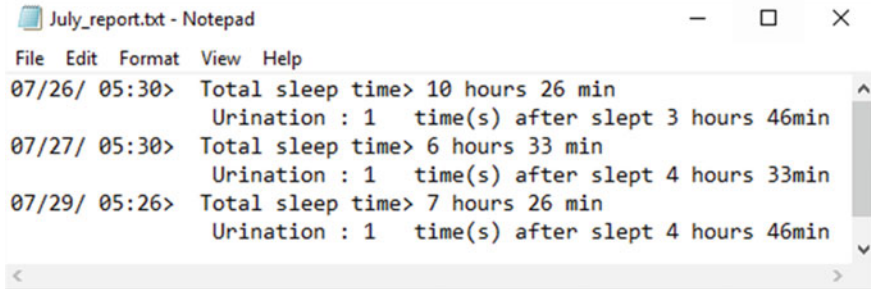 July_report.txt - Notepad
File Edit Format View Help
07/26/ 05:30> Total sleep time> 10 hours 26 min
Urination : 1 time(s) after slept 3 hours 46min
07/27/ 05:30> Total sleep time> 6 hours 33 min
Urination : 1 time(s) after slept 4 hours 33min
07/29/ 05:26> Total sleep time> 7 hours 26 min
Urination : 1 time(s) after slept 4 hours 46min